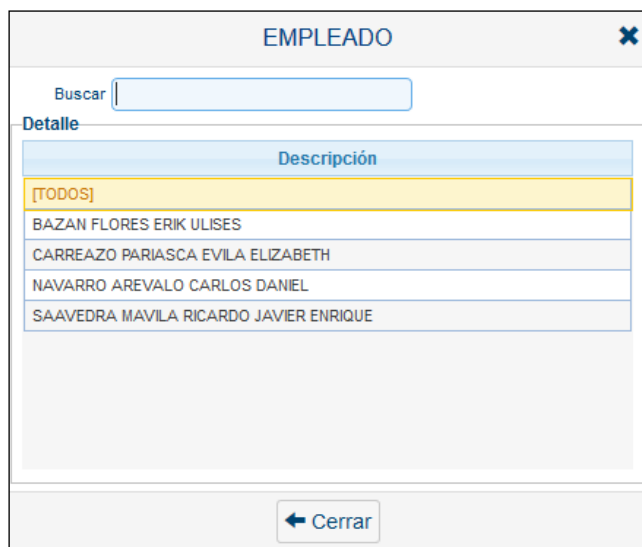 EMPLEADO
Buscar
Detalle
Descripción
[TODOS]
BAZAN FLORES ERIK ULISES
CARREAZO PARIASCA EVILA ELIZABETH
NAVARRO AREVALO CARLOS DANIEL
SAAVEDRA MAVILA RICARDO JAVIER ENRIQUE
Cerrar